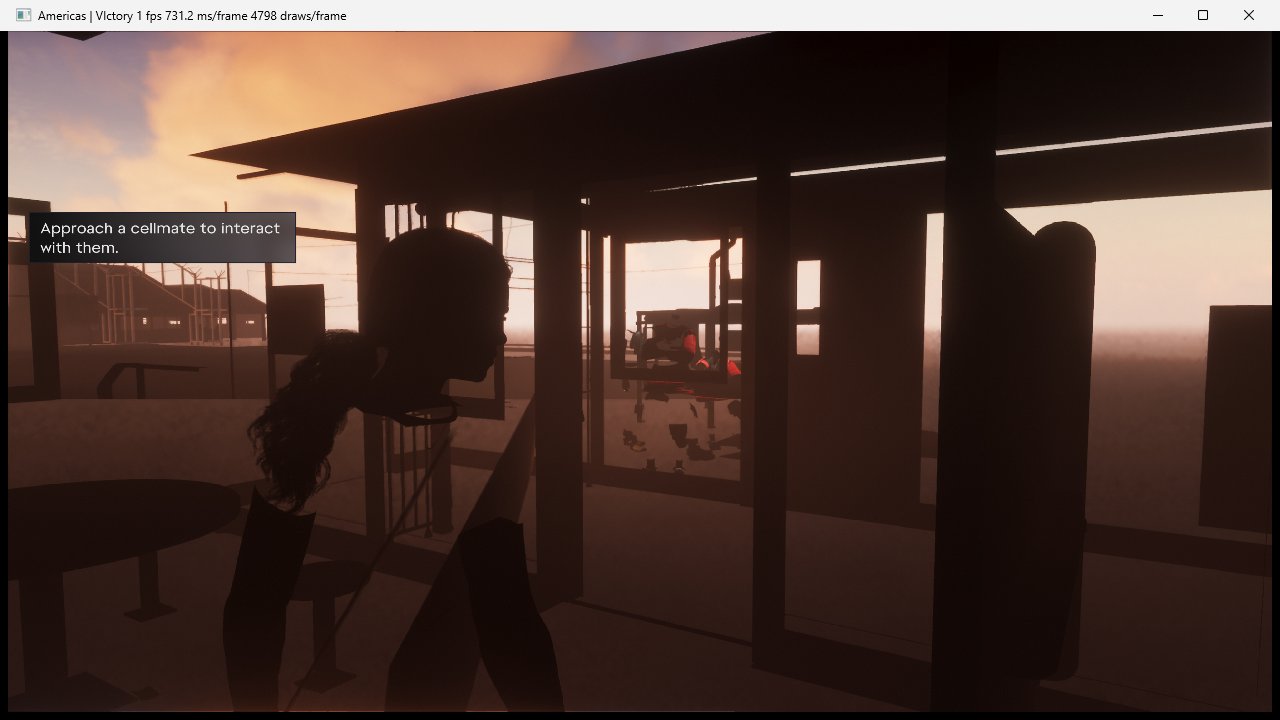 Americas | VIctory 1 fps 731.2 ms/frame 4798 draws/frame
Approach a cellmate to interact
with them.